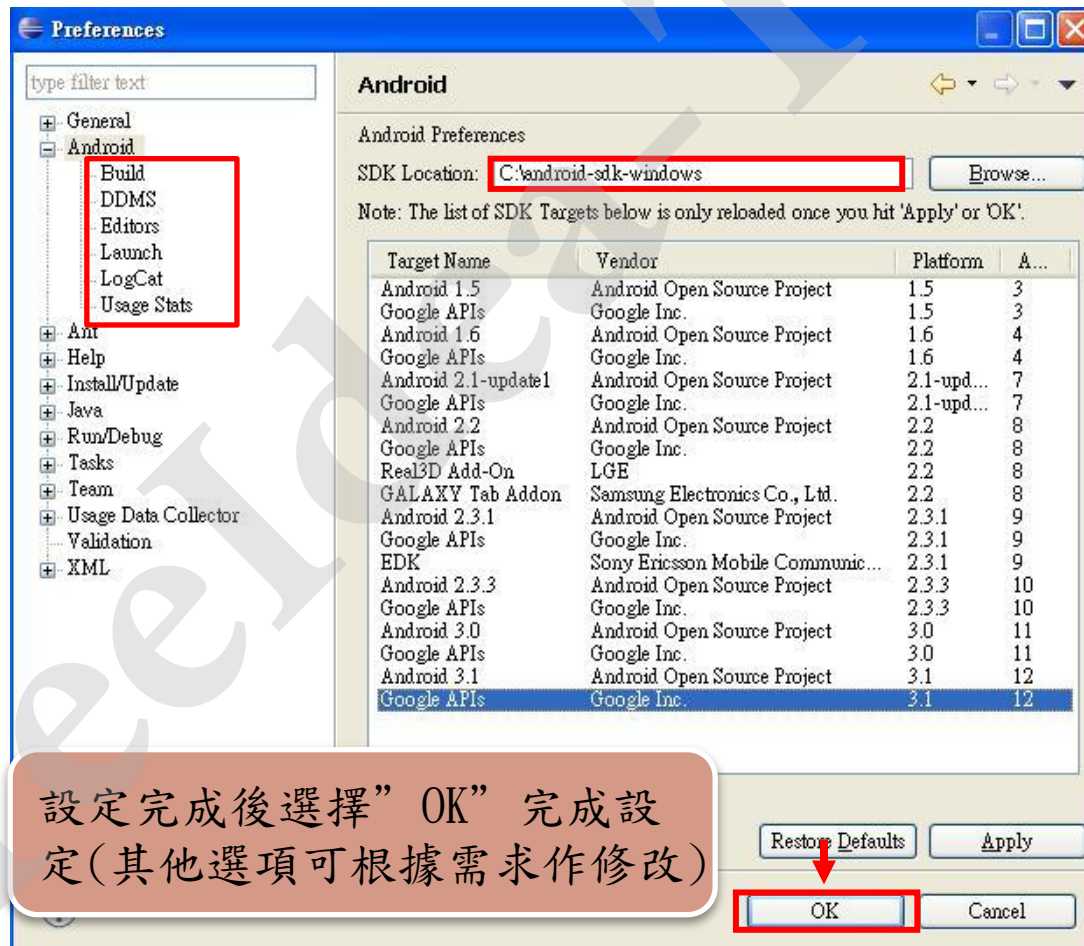 Preferences
type filter text
General
Android
Build
DDMS
Editors
Launch
LogCat
Usage Stats
Ant
Help
Install/Update
Java
Run/Debug
Tasks
Team
Usage Data Collector
Validation
XML
Android
Android Preferences
SDK Location: C:\android-sdk-windows Browse...
Note: The list of SDK Targets below is only reloaded once you hit 'Apply' or 'OK'.
Target Name Vendor Platform A...
Android 1.5 Android Open Source Project 1.5 3
Google APIs Google Inc. 1.5 3
Android 1.6 Android Open Source Project 1.6 4
Google APIs Google Inc. 1.6 4
Android 2.1-update1 Android Open Source Project 2.1-upd... 7
Google APIs Google Inc. 2.1-upd... 7
Android 2.2 Android Open Source Project 2.2 8
Google APIs Google Inc. 2.2 8
Real3D Add-On LGE 2.2 8
GALAXY Tab Addon Samsung Electronics Co., Ltd. 2.2 8
Android 2.3.1 Android Open Source Project 2.3.1 9
Google APIs Google Inc. 2.3.1 9
EDK Sony Ericsson Mobile Communic... 2.3.1 9
Android 2.3.3 Android Open Source Project 2.3.3 10
Google APIs Google Inc. 2.3.3 10
Android 3.0 Android Open Source Project 3.0 11
Google APIs Google Inc. 3.0 11
Android 3.1 Android Open Source Project 3.1 12
Google APIs Google Inc. 3.1 12
設定完成後選擇”OK”完成設
定(其他選項可根據需求作修改)
Restore Defaults Apply
OK Cancel